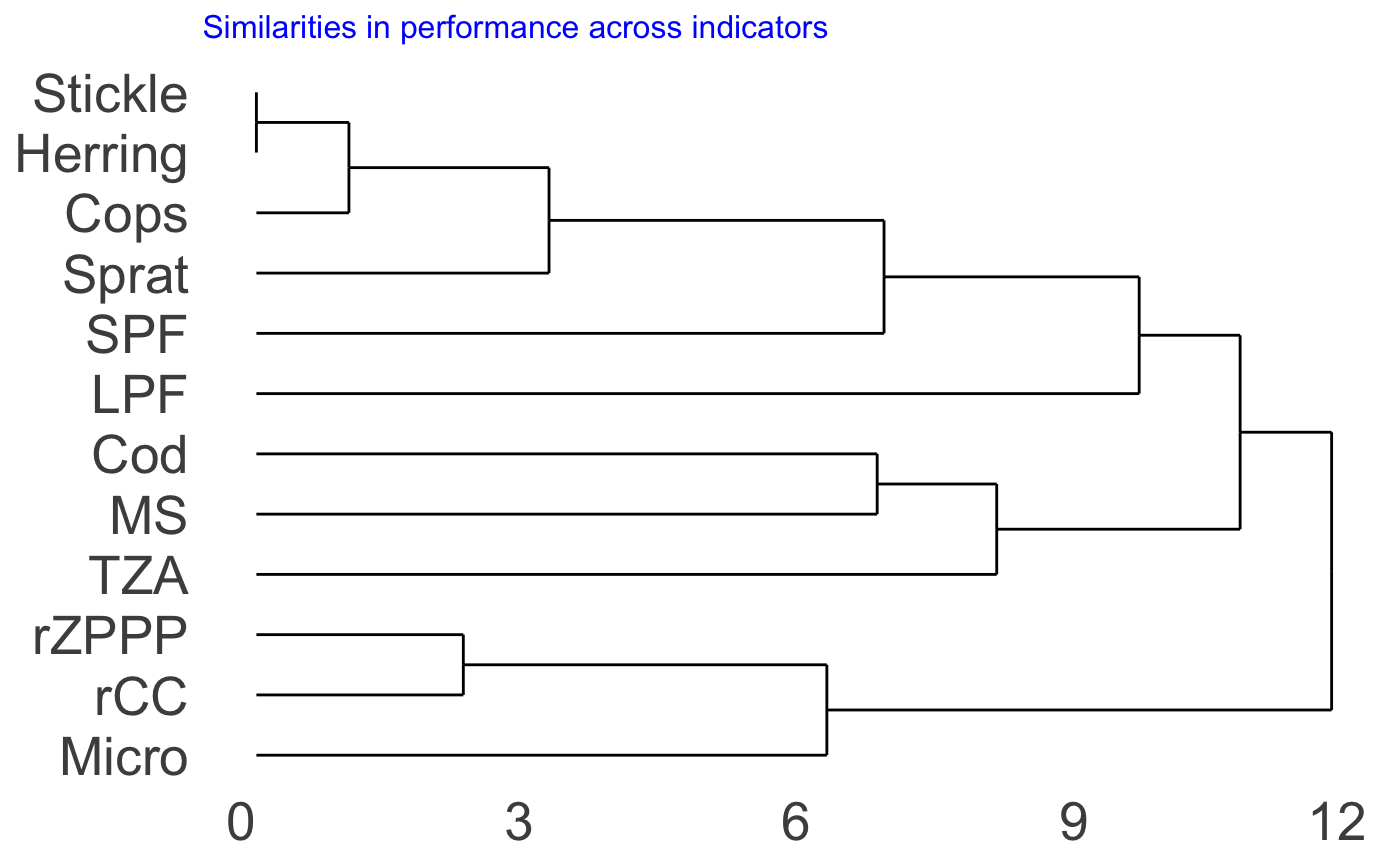 Similarities in performance across indicators
Stickle
Herring
Cops
Sprat
SPF
LPF
Cod
MS
TZA
rZPPP
rCC
Micro
0 3 6 9 12